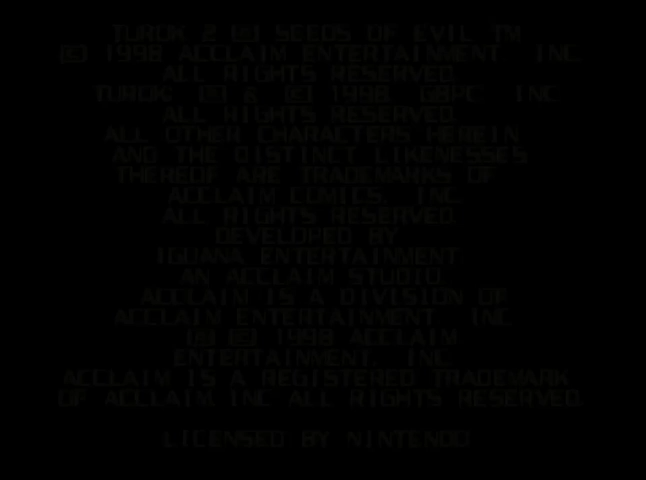 TUROK 2 (R) SEEDS OF EVIL TM
(C) 1998 ACCLAIM ENTERTAINMENT INC.
ALL RIGHTS RESERVED.
TUROK (R) & (C) 1998 GBPC INC.
ALL RIGHTS RESERVED.
ALL OTHER CHARACTERS HEREIN
AND THE DISTINCT LIKENESSES
THEREOF ARE TRADEMARKS OF
ACCLAIM COMICS, INC.
ALL RIGHTS RESERVED.
DEVELOPED BY
IGUANA ENTERTAINMENT.
AN ACCLAIM STUDIO.
ACCLAIM IS A DIVISION OF
ACCLAIM ENTERTAINMENT INC.
(C) 1998 ACCLAIM
ENTERTAINMENT, INC.
ACCLAIM IS A REGISTERED TRADEMARK
OF ACCLAIM INC ALL RIGHTS RESERVED.
LICENSED BY NINTENDO